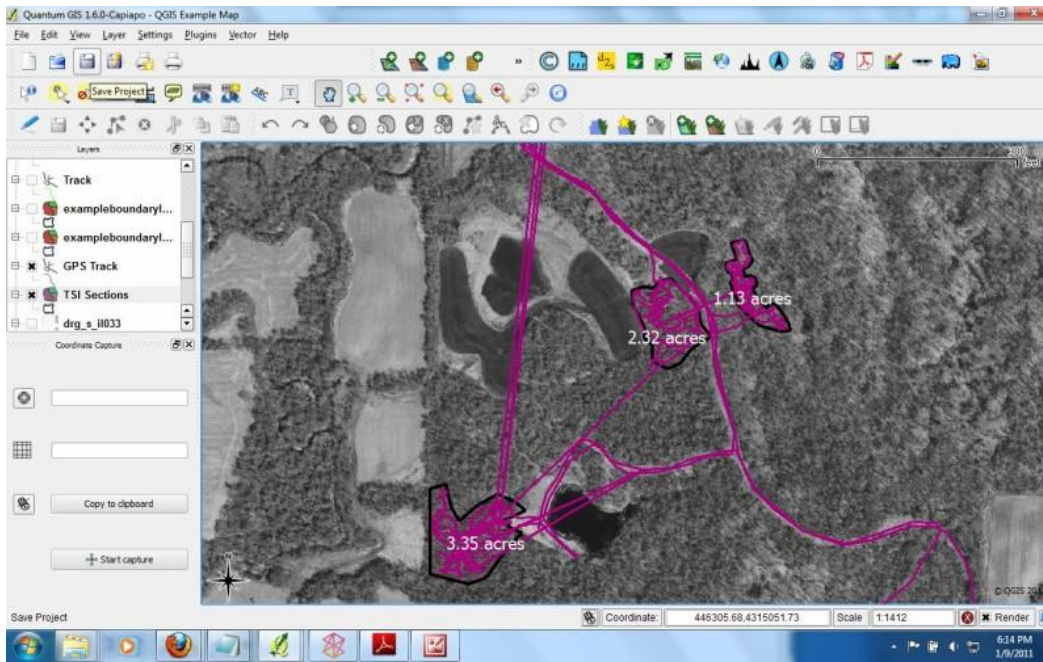 Quantum GIS 1.6.0-Capiapo - QGIS Example Map
File Edit View Layer Settings Plugins Vector Help
Save Project
Layers
Track
exampleboundaryl...
exampleboundaryl...
GPS Track
TSI Sections
drg_s_il033
Coordinate Capture
Copy to clipboard
Start capture
0
feet
1.13 acres
2.32 acres
3.35 acres
N
© QGIS
Save Project
Coordinate: 446305.68,4315051.73 Scale 1:1412 Render
6:14 PM
1/9/2011